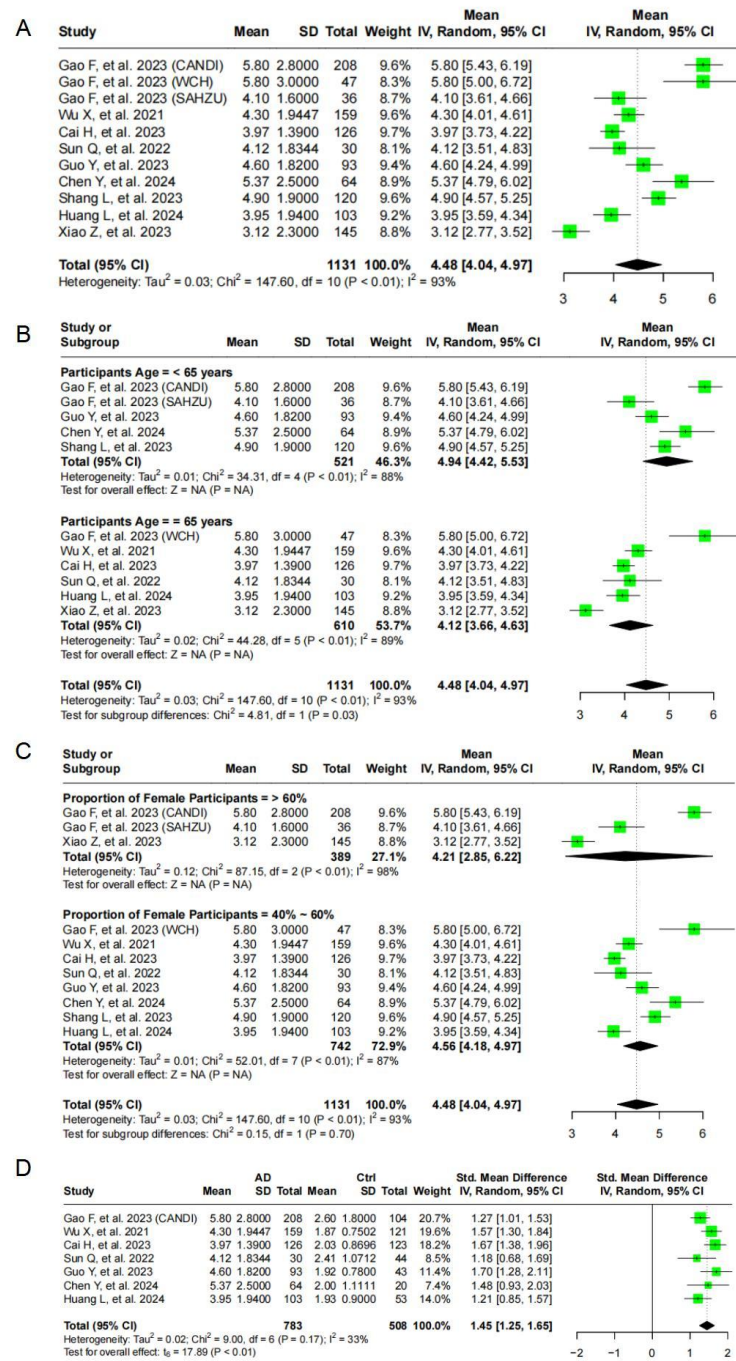 A
Mean Mean
Study Mean SD Total Weight IV, Random, 95% CI IV, Random, 95% CI
Gao F, et al. 2023 (CANDI) 5.80 2.8000 208 9.6% 5.80 [5.43, 6.19]
Gao F, et al. 2023 (WCH) 5.80 3.0000 47 8.3% 5.80 [5.00, 6.72]
Gao F, et al. 2023 (SAHZU) 4.10 1.6000 36 8.7% 4.10 [3.61, 4.66]
Wu X, et al. 2021 4.30 1.9447 159 9.6% 4.30 [4.01, 4.61]
Cai H, et al. 2023 3.97 1.3900 126 9.7% 3.97 [3.73, 4.22]
Sun Q, et al. 2022 4.12 1.8344 30 8.1% 4.12 [3.51, 4.83]
Guo Y, et al. 2023 4.60 1.8200 93 9.4% 4.60 [4.24, 4.99]
Chen Y, et al. 2024 5.37 2.5000 64 8.9% 5.37 [4.79, 6.02]
Shang L, et al. 2023 4.90 1.9000 120 9.6% 4.90 [4.57, 5.25]
Huang L, et al. 2024 3.95 1.9400 103 9.2% 3.95 [3.59, 4.34]
Xiao Z, et al. 2023 3.12 2.3000 145 8.8% 3.12 [2.77, 3.52]
Total (95% CI) 1131 100.0% 4.48 [4.04, 4.97]
Heterogeneity: Tau² = 0.03; Chi² = 147.60, df = 10 (P < 0.01); I² = 93%
3 4 5 6
B
Study or Mean Mean
Subgroup Mean SD Total Weight IV, Random, 95% CI IV, Random, 95% CI
Participants Age = < 65 years
Gao F, et al. 2023 (CANDI) 5.80 2.8000 208 9.6% 5.80 [5.43, 6.19]
Gao F, et al. 2023 (SAHZU) 4.10 1.6000 36 8.7% 4.10 [3.61, 4.66]
Guo Y, et al. 2023 4.60 1.8200 93 9.4% 4.60 [4.24, 4.99]
Chen Y, et al. 2024 5.37 2.5000 64 8.9% 5.37 [4.79, 6.02]
Shang L, et al. 2023 4.90 1.9000 120 9.6% 4.90 [4.57, 5.25]
Total (95% CI) 521 46.3% 4.94 [4.42, 5.53]
Heterogeneity: Tau² = 0.01; Chi² = 34.31, df = 4 (P < 0.01); I² = 88%
Test for overall effect: Z = NA (P = NA)
Participants Age = = 65 years
Gao F, et al. 2023 (WCH) 5.80 3.0000 47 8.3% 5.80 [5.00, 6.72]
Wu X, et al. 2021 4.30 1.9447 159 9.6% 4.30 [4.01, 4.61]
Cai H, et al. 2023 3.97 1.3900 126 9.7% 3.97 [3.73, 4.22]
Sun Q, et al. 2022 4.12 1.8344 30 8.1% 4.12 [3.51, 4.83]
Huang L, et al. 2024 3.95 1.9400 103 9.2% 3.95 [3.59, 4.34]
Xiao Z, et al. 2023 3.12 2.3000 145 8.8% 3.12 [2.77, 3.52]
Total (95% CI) 610 53.7% 4.12 [3.66, 4.63]
Heterogeneity: Tau² = 0.02; Chi² = 44.28, df = 5 (P < 0.01); I² = 89%
Test for overall effect: Z = NA (P = NA)
Total (95% CI) 1131 100.0% 4.48 [4.04, 4.97]
Heterogeneity: Tau² = 0.03; Chi² = 147.60, df = 10 (P < 0.01); I² = 93%
Test for subgroup differences: Chi² = 4.81, df = 1 (P = 0.03)
3 4 5 6
C
Study or Mean Mean
Subgroup Mean SD Total Weight IV, Random, 95% CI IV, Random, 95% CI
Proportion of Female Participants = > 60%
Gao F, et al. 2023 (CANDI) 5.80 2.8000 208 9.6% 5.80 [5.43, 6.19]
Gao F, et al. 2023 (SAHZU) 4.10 1.6000 36 8.7% 4.10 [3.61, 4.66]
Xiao Z, et al. 2023 3.12 2.3000 145 8.8% 3.12 [2.77, 3.52]
Total (95% CI) 389 27.1% 4.21 [2.85, 6.22]
Heterogeneity: Tau² = 0.12; Chi² = 87.15, df = 2 (P < 0.01); I² = 98%
Test for overall effect: Z = NA (P = NA)
Proportion of Female Participants = 40% ~ 60%
Gao F, et al. 2023 (WCH) 5.80 3.0000 47 8.3% 5.80 [5.00, 6.72]
Wu X, et al. 2021 4.30 1.9447 159 9.6% 4.30 [4.01, 4.61]
Cai H, et al. 2023 3.97 1.3900 126 9.7% 3.97 [3.73, 4.22]
Sun Q, et al. 2022 4.12 1.8344 30 8.1% 4.12 [3.51, 4.83]
Guo Y, et al. 2023 4.60 1.8200 93 9.4% 4.60 [4.24, 4.99]
Chen Y, et al. 2024 5.37 2.5000 64 8.9% 5.37 [4.79, 6.02]
Shang L, et al. 2023 4.90 1.9000 120 9.6% 4.90 [4.57, 5.25]
Huang L, et al. 2024 3.95 1.9400 103 9.2% 3.95 [3.59, 4.34]
Total (95% CI) 742 72.9% 4.56 [4.18, 4.97]
Heterogeneity: Tau² = 0.01; Chi² = 52.01, df = 7 (P < 0.01); I² = 87%
Test for overall effect: Z = NA (P = NA)
Total (95% CI) 1131 100.0% 4.48 [4.04, 4.97]
Heterogeneity: Tau² = 0.03; Chi² = 147.60, df = 10 (P < 0.01); I² = 93%
Test for subgroup differences: Chi² = 0.15, df = 1 (P = 0.70)
3 4 5 6
D
AD Ctrl Std. Mean Difference Std. Mean Difference
Study Mean SD Total Mean SD Total Weight IV, Random, 95% CI IV, Random, 95% CI
Gao F, et al. 2023 (CANDI) 5.80 2.8000 208 2.60 1.8000 104 20.7% 1.27 [1.01, 1.53]
Wu X, et al. 2021 4.30 1.9447 159 1.87 0.7502 121 19.6% 1.57 [1.30, 1.84]
Cai H, et al. 2023 3.97 1.3900 126 2.03 0.8696 123 18.2% 1.67 [1.38, 1.96]
Sun Q, et al. 2022 4.12 1.8344 30 2.41 1.0712 44 8.6% 1.18 [0.68, 1.69]
Guo Y, et al. 2023 4.60 1.8200 93 1.92 0.7800 43 11.4% 1.70 [1.28, 2.11]
Chen Y, et al. 2024 5.37 2.5000 64 2.00 1.1111 20 7.4% 1.48 [0.93, 2.03]
Huang L, et al. 2024 3.95 1.9400 103 1.93 0.9000 53 14.0% 1.21 [0.85, 1.57]
Total (95% CI) 783 508 100.0% 1.45 [1.25, 1.65]
Heterogeneity: Tau² = 0.02; Chi² = 9.00, df = 6 (P = 0.17); I² = 33%
Test for overall effect: t₆ = 17.89 (P < 0.01)
−2 −1 0 1 2